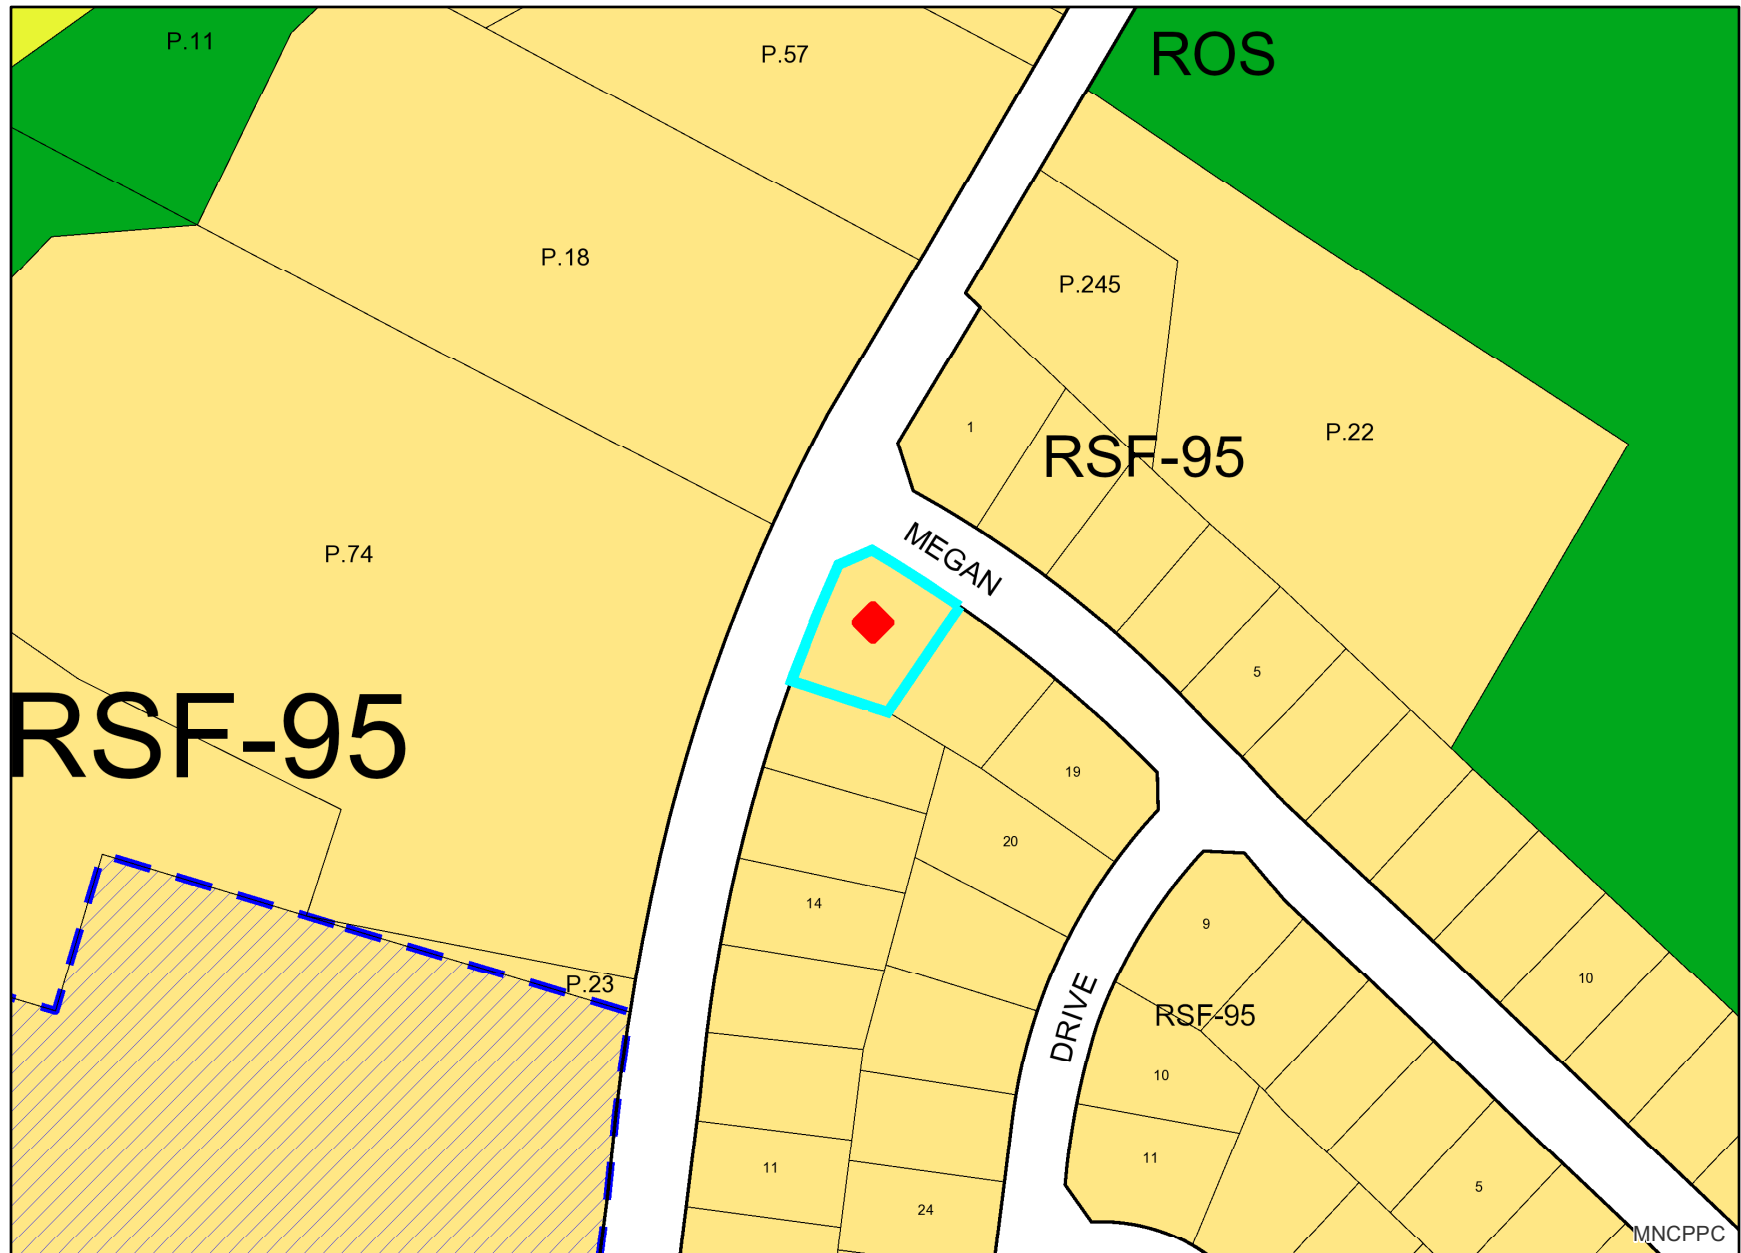 P.11
P.57
ROS
P.18
P.245
1
RSF-95
P.22
MEGAN
P.74
5
RSF-95
19
20
14
9
P.23
10
DRIVE
RSF-95
10
11
11
5
24
MNCPPC